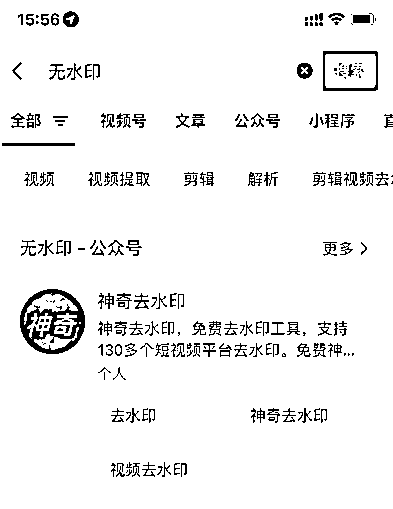 15:56
无水印
搜索
全部 视频号 文章 公众号 小程序 直
视频 视频提取 剪辑 解析 剪辑视频去水
无水印 - 公众号 更多
神奇
神奇去水印
神奇去水印，免费去水印工具，支持
130多个短视频平台去水印。免费神...
个人
去水印 神奇去水印
视频去水印